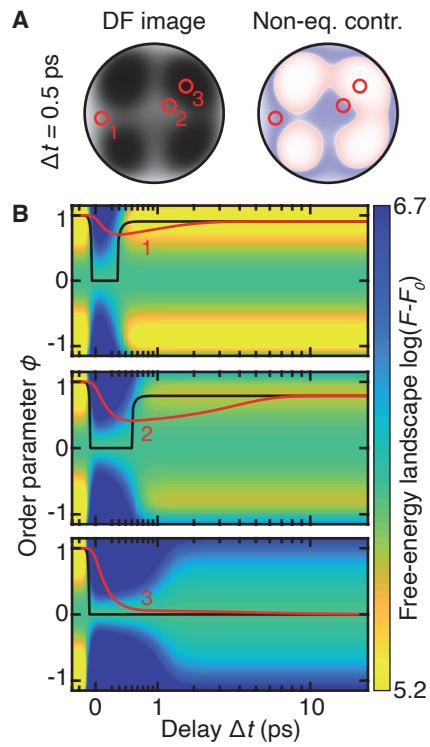 A
DF image
Non-eq. contr.
Δt = 0.5 ps
1
2
3
B
6.7
1
0
-1
1
1
0
-1
2
1
0
-1
3
0
1
10
Order parameter ϕ
Delay Δt (ps)
Free-energy landscape log(F-F₀)
5.2